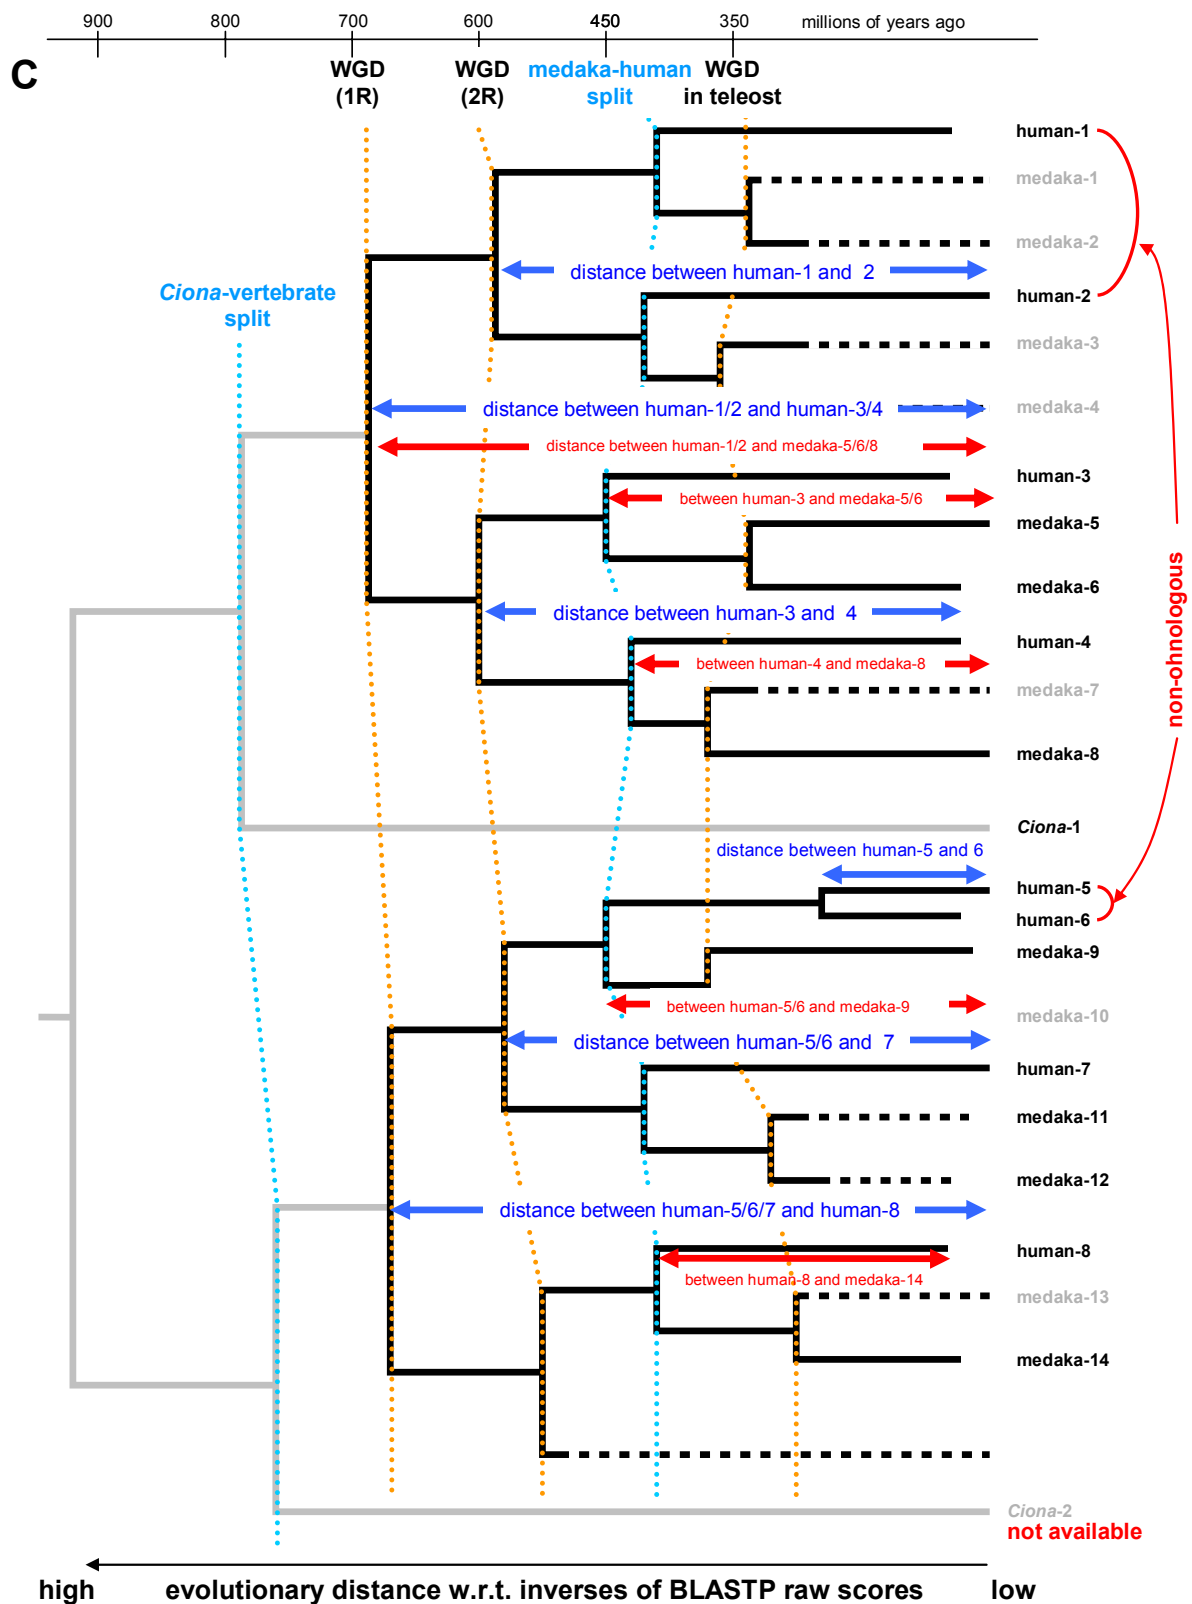 900 800 700 600 450 350 millions of years ago
C
WGD WGD medaka-human WGD
(1R) (2R) split in teleost
human-1
medaka-1
medaka-2
distance between human-1 and 2
Ciona-vertebrate
split
human-2
medaka-3
distance between human-1/2 and human-3/4
medaka-4
distance between human-1/2 and medaka-5/6/8
human-3
between human-3 and medaka-5/6
medaka-5
medaka-6
distance between human-3 and 4
non-ohnologous
human-4
between human-4 and medaka-8
medaka-7
medaka-8
Ciona-1
distance between human-5 and 6
human-5
human-6
medaka-9
between human-5/6 and medaka-9
medaka-10
distance between human-5/6 and 7
human-7
medaka-11
medaka-12
distance between human-5/6/7 and human-8
human-8
between human-8 and medaka-14
medaka-13
medaka-14
Ciona-2
not available
high evolutionary distance w.r.t. inverses of BLASTP raw scores low